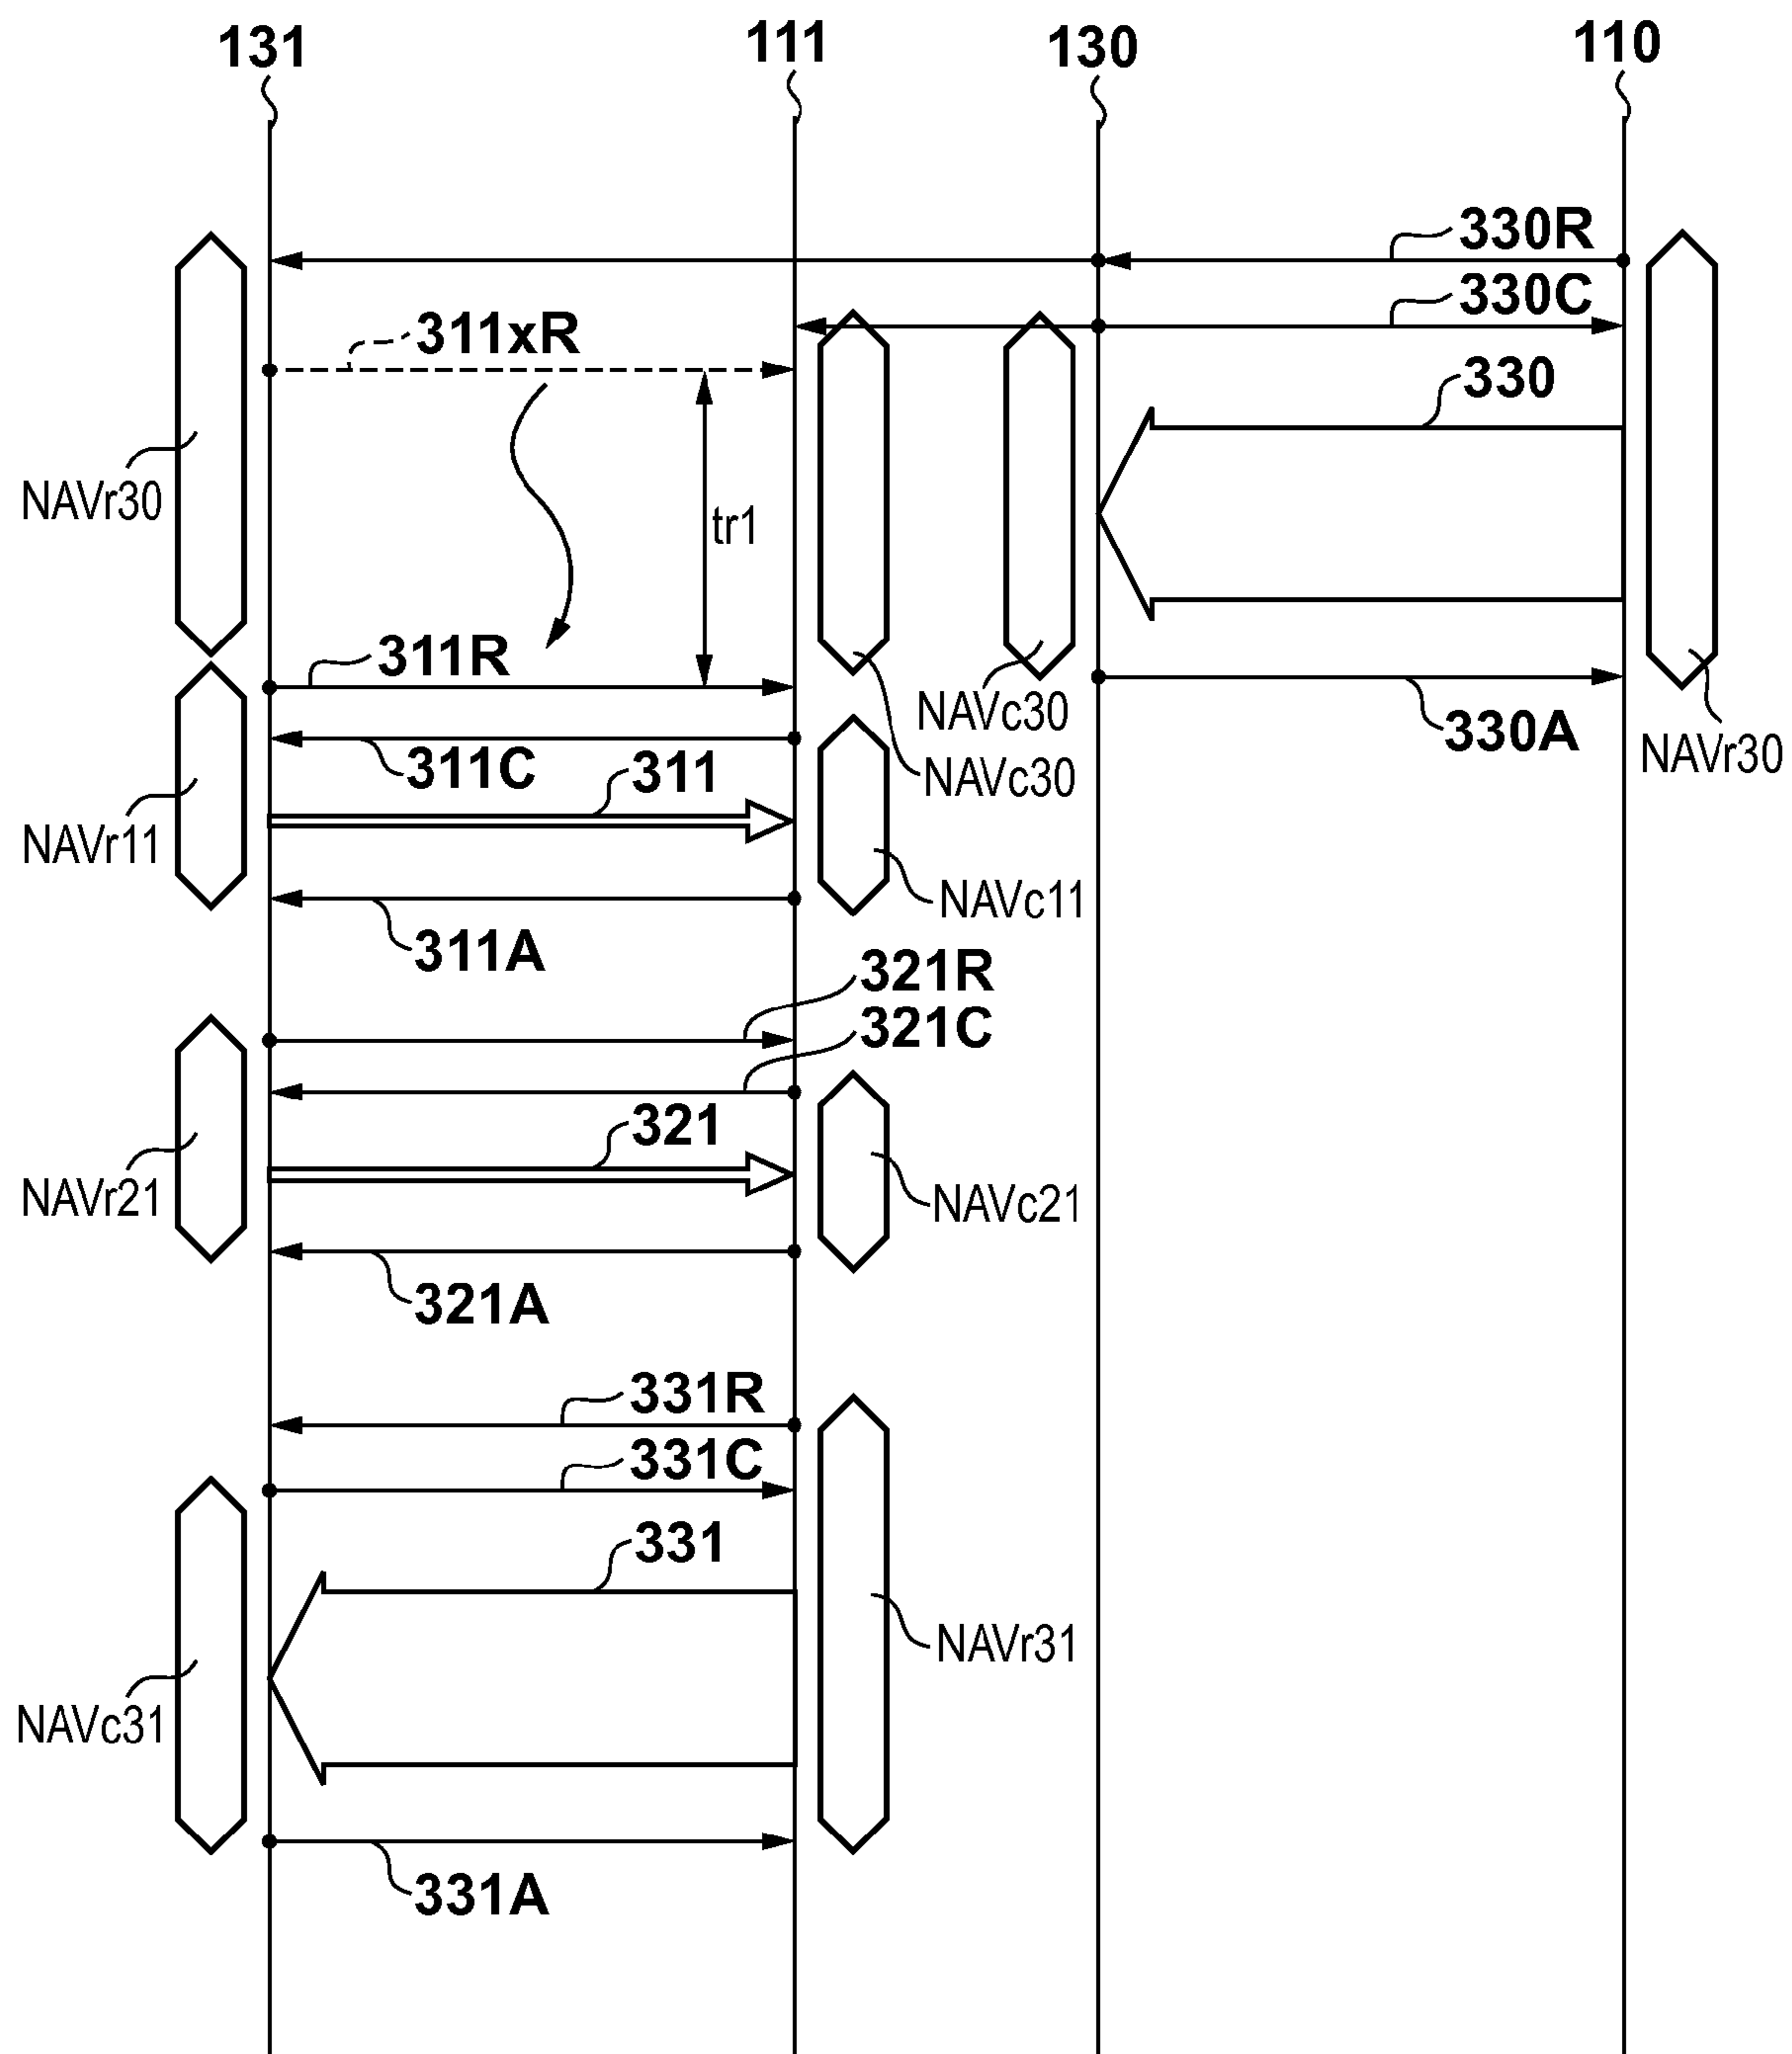 131
111
130
110
330R
330C
311xR
330
NAVr30
tr1
311R
NAVc30
330A
NAVr30
311C
311
NAVc30
NAVr11
NAVc11
311A
321R
321C
321
NAVr21
NAVc21
321A
331R
331C
331
NAVr31
NAVc31
331A